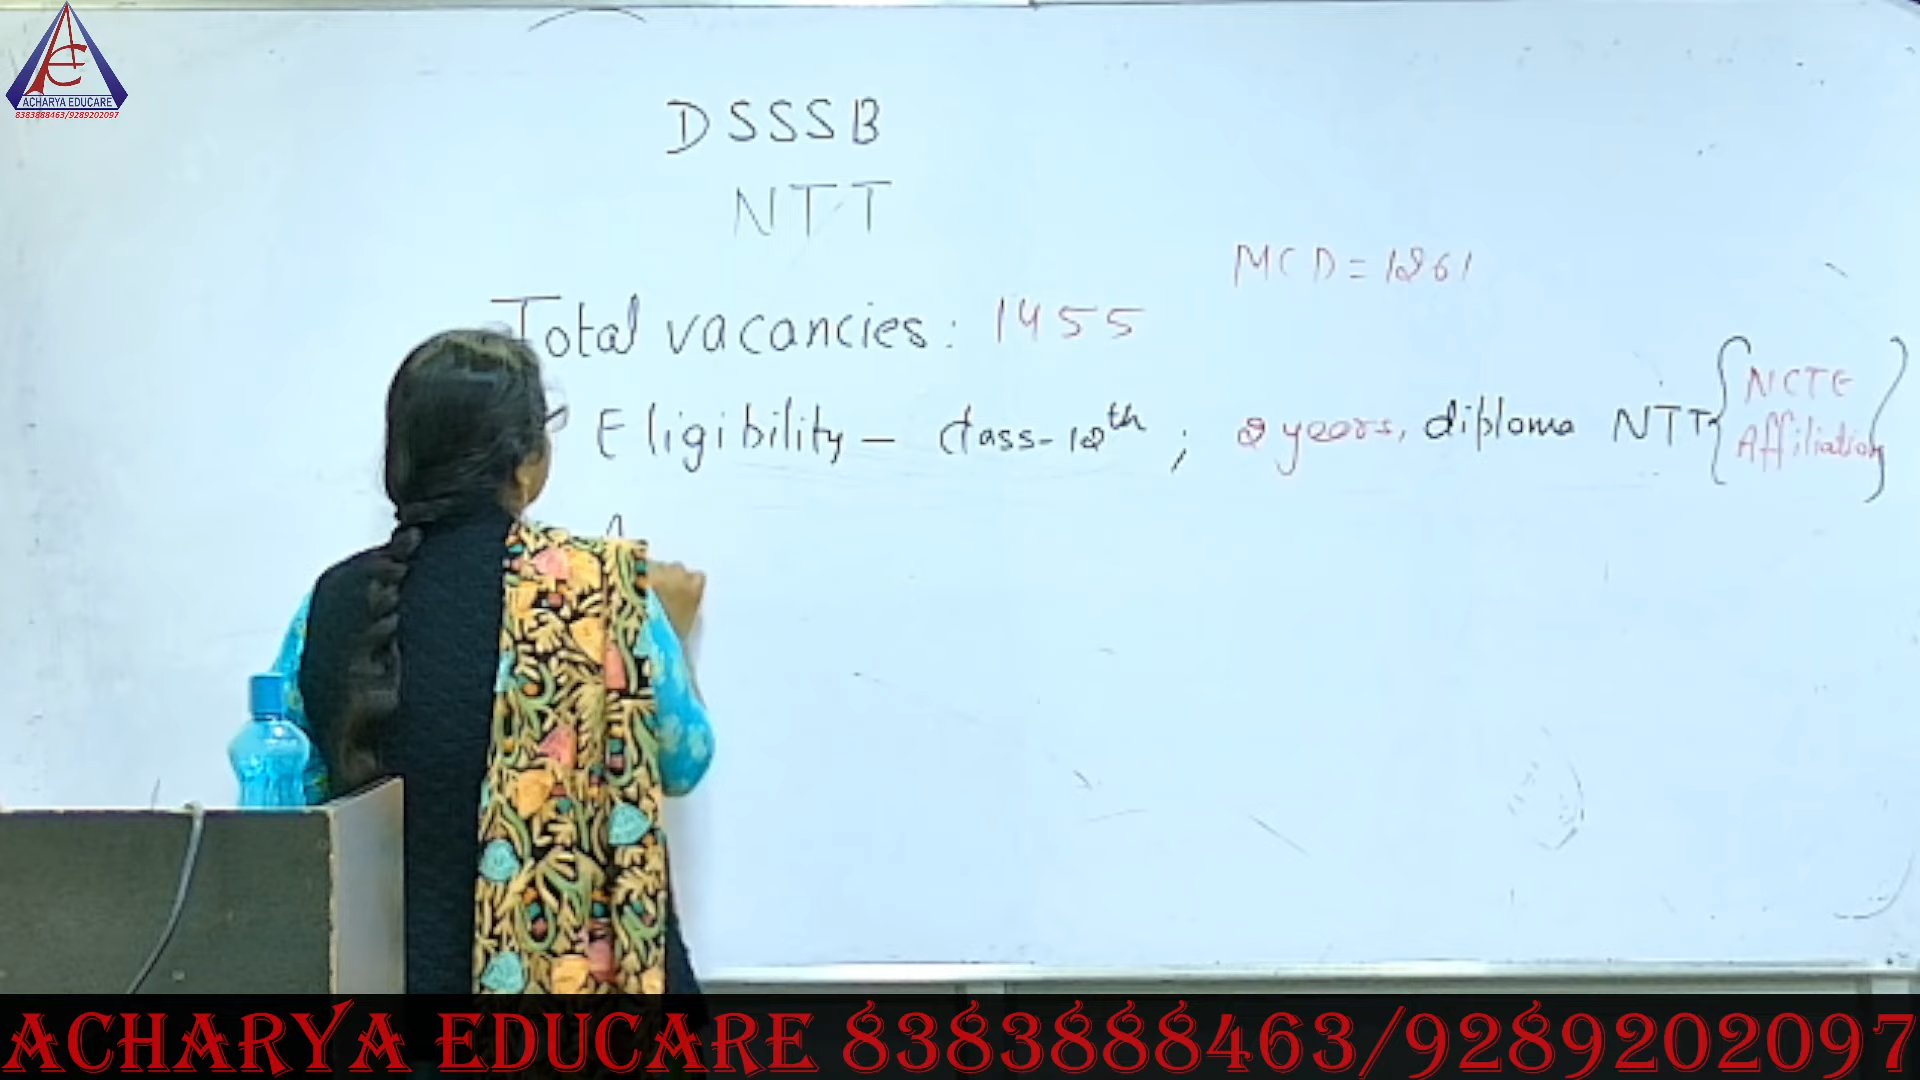 ACHARYA EDUCARE
8383888463/9289202097
DSSSB
NTT
MCD = 1261
Total vacancies: 1455
Eligibility - class-12th ; 2 years, diploma NTT { NCTE Affiliation }
A
ACHARYA EDUCARE 8383888463/9289202097